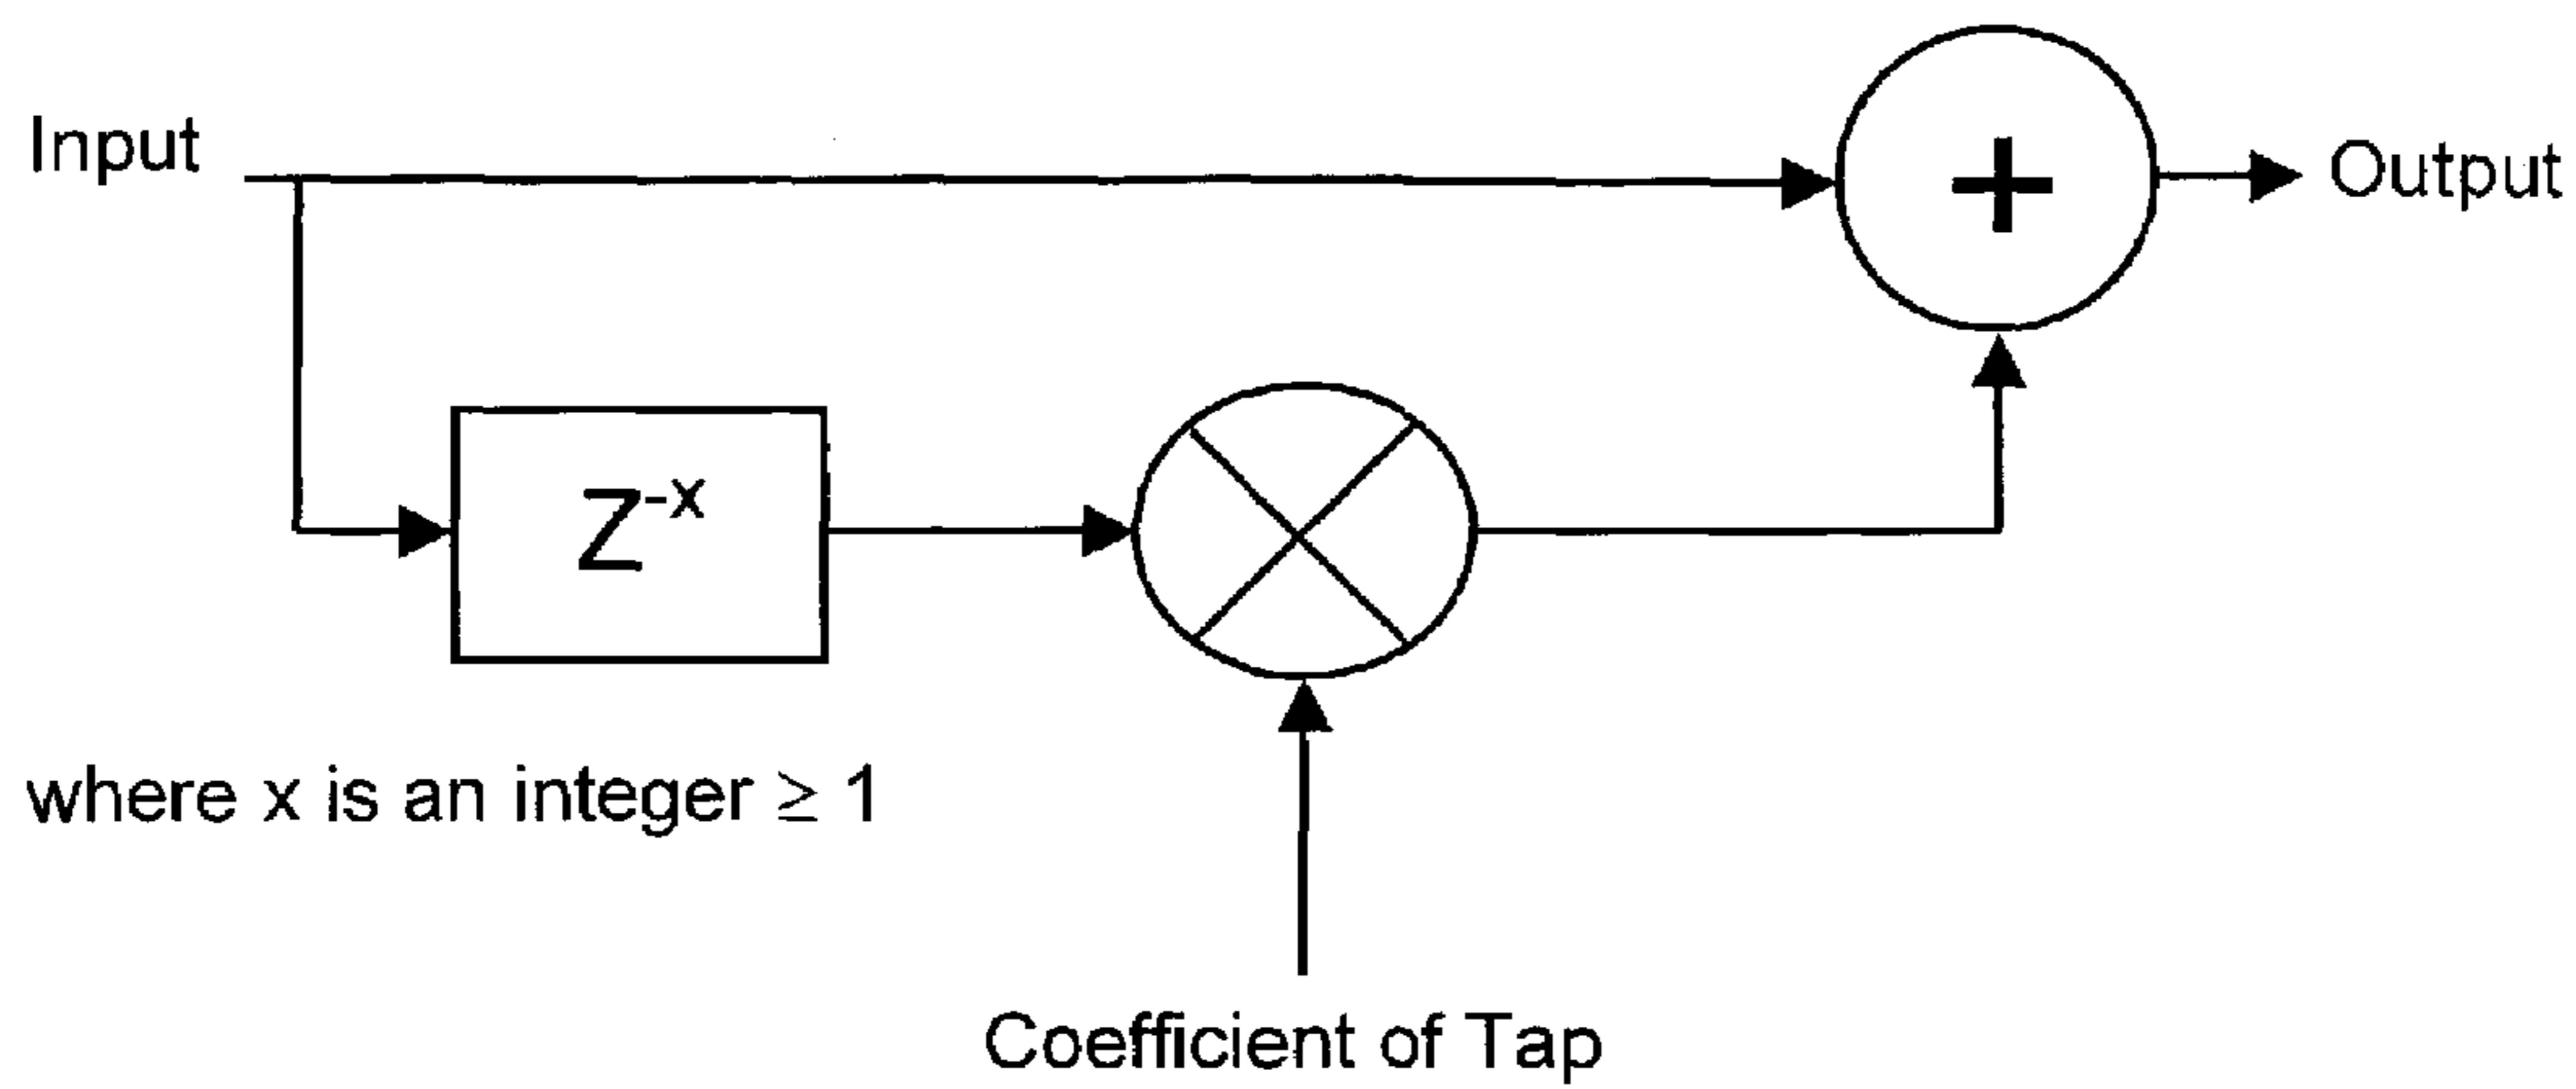 Input
+
Output
Z⁻ˣ
where x is an integer ≥ 1
Coefficient of Tap